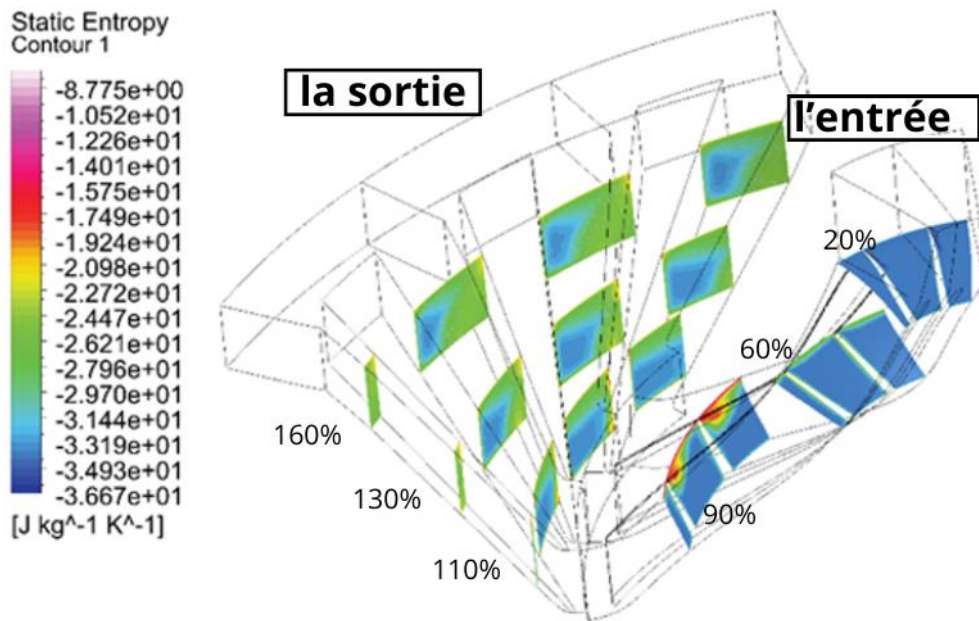 Static Entropy
Contour 1
-8.775e+00
-1.052e+01
-1.226e+01
-1.401e+01
-1.575e+01
-1.749e+01
-1.924e+01
-2.098e+01
-2.272e+01
-2.447e+01
-2.621e+01
-2.796e+01
-2.970e+01
-3.144e+01
-3.319e+01
-3.493e+01
-3.667e+01
[J kg^-1 K^-1]
la sortie
l'entrée
20%
60%
90%
160%
130%
110%